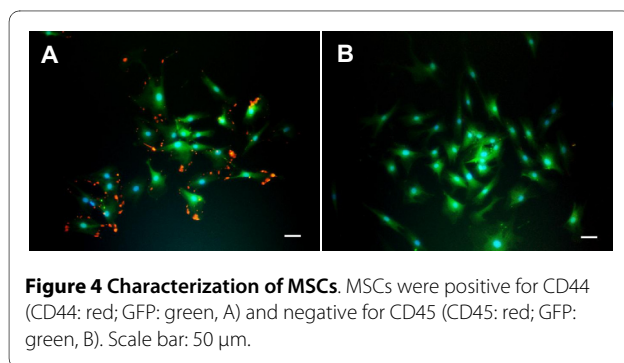 A
B
Figure 4 Characterization of MSCs. MSCs were positive for CD44
(CD44: red; GFP: green, A) and negative for CD45 (CD45: red; GFP:
green, B). Scale bar: 50 μm.